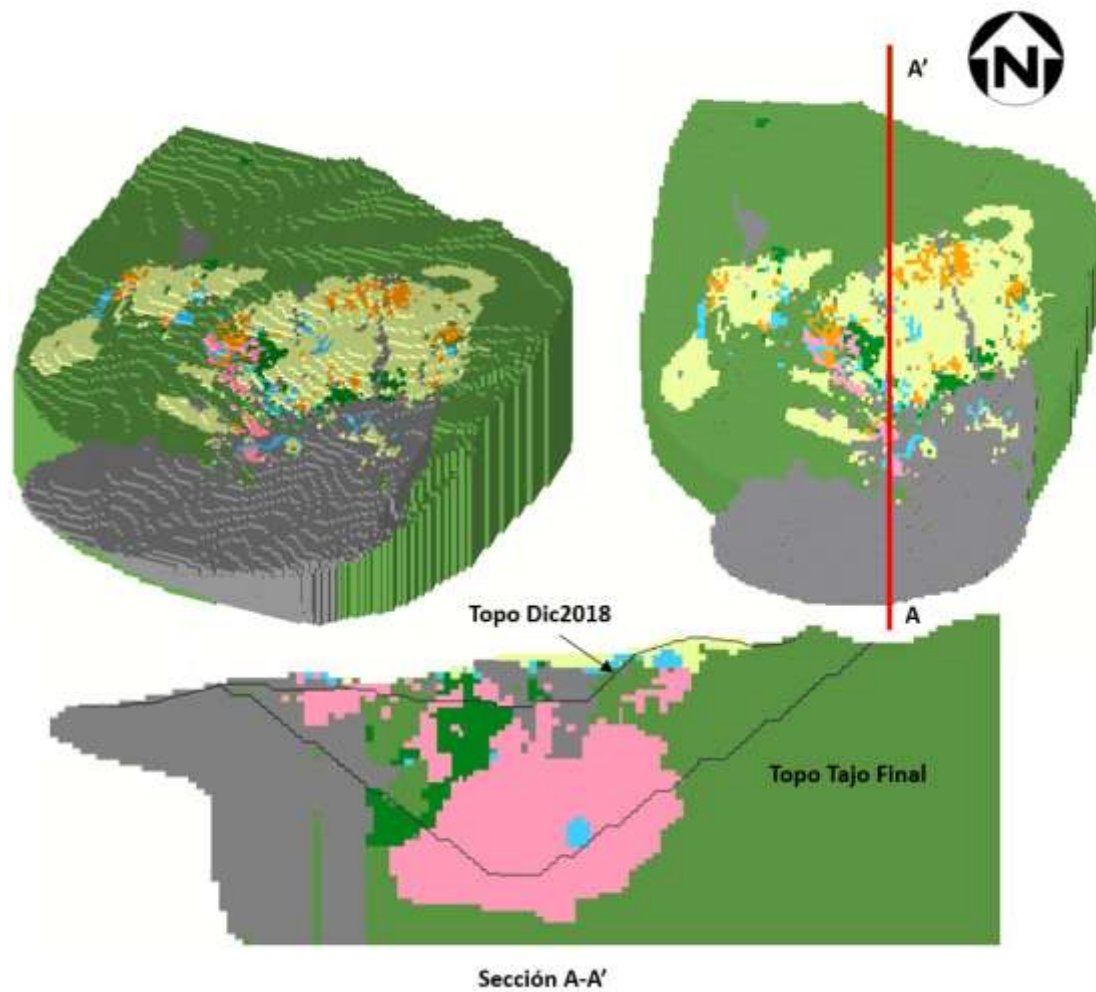 N
A'
A
Topo Dic2018
Topo Tajo Final
Sección A-A'